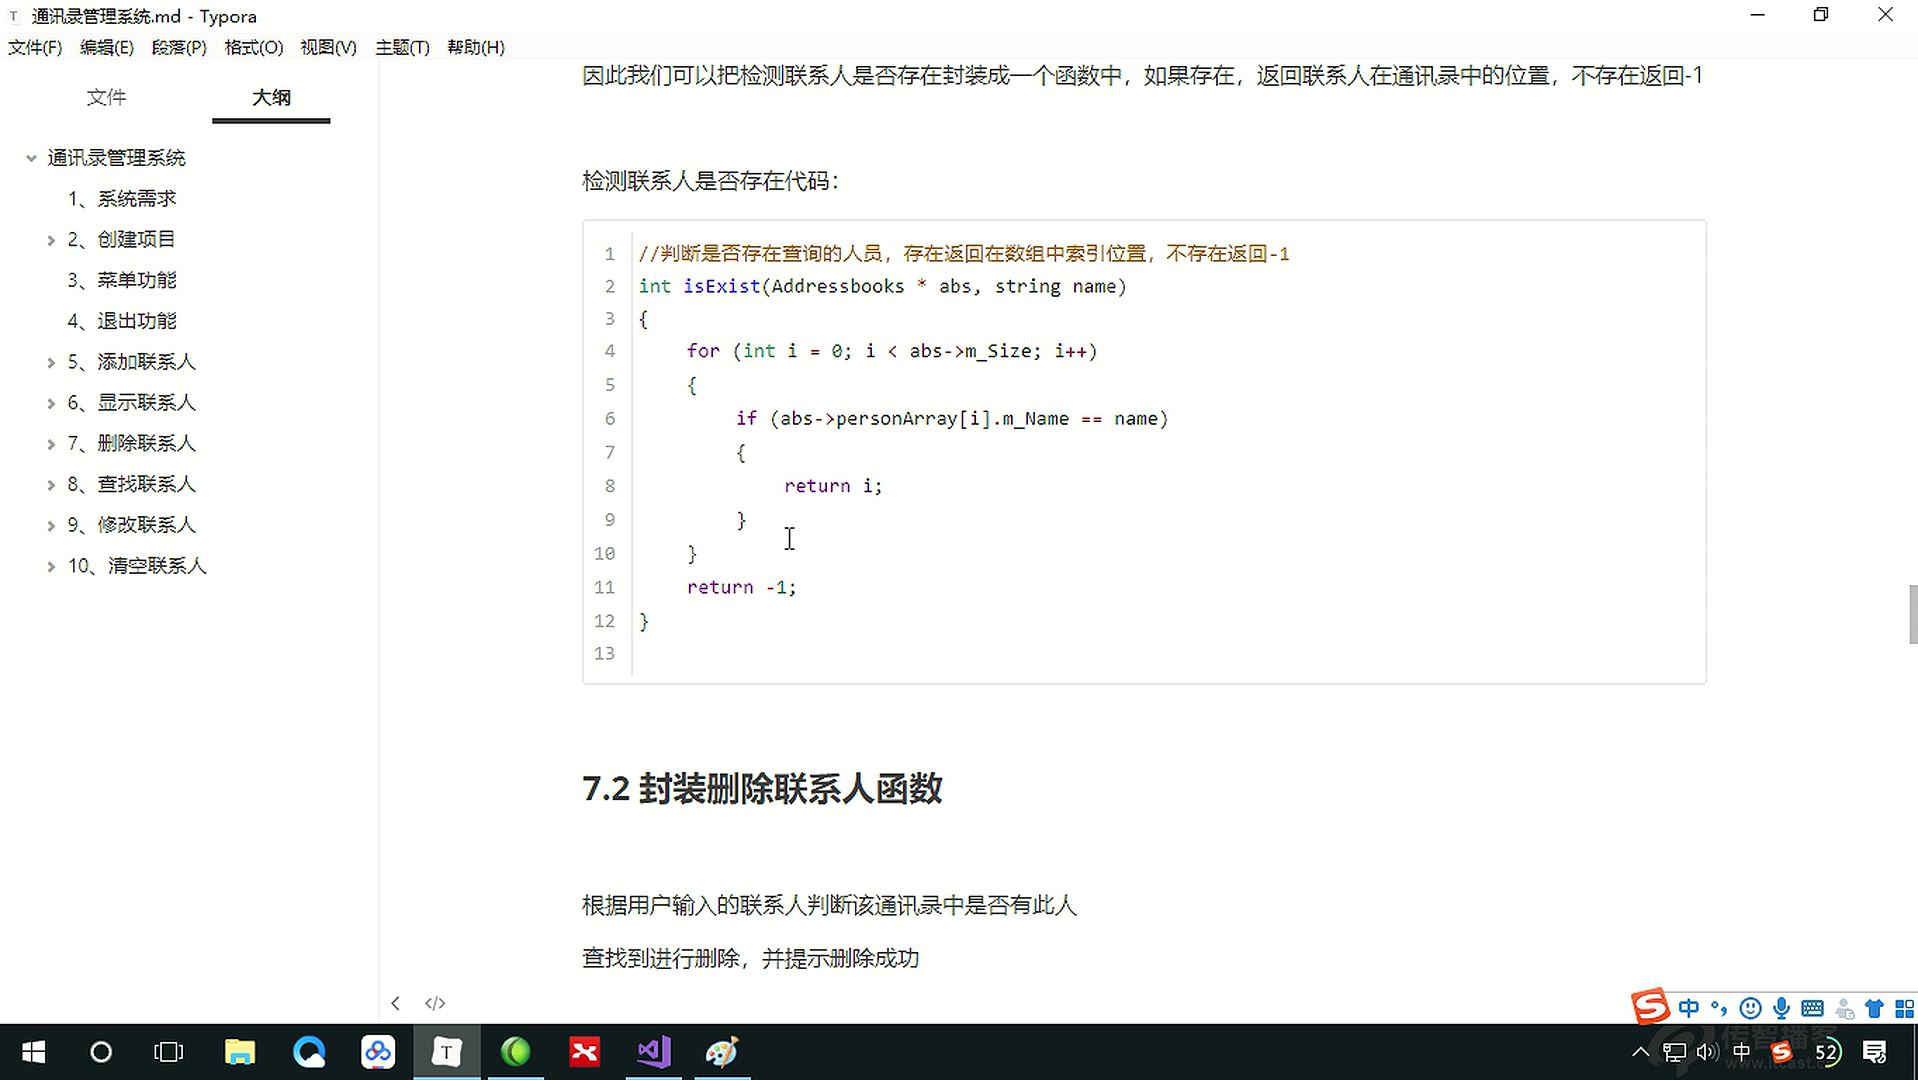 通讯录管理系统.md - Typora
文件(F) 编辑(E) 段落(P) 格式(O) 视图(V) 主题(T) 帮助(H)
文件 大纲
通讯录管理系统
1、系统需求
2、创建项目
3、菜单功能
4、退出功能
5、添加联系人
6、显示联系人
7、删除联系人
8、查找联系人
9、修改联系人
10、清空联系人
因此我们可以把检测联系人是否存在封装成一个函数中，如果存在，返回联系人在通讯录中的位置，不存在返回-1
检测联系人是否存在代码：
1 //判断是否存在查询的人员，存在返回在数组中索引位置，不存在返回-1
2 int isExist(Addressbooks * abs, string name)
3 {
4 for (int i = 0; i < abs->m_Size; i++)
5 {
6 if (abs->personArray[i].m_Name == name)
7 {
8 return i;
9 }
10 }
11 return -1;
12 }
13
7.2 封装删除联系人函数
根据用户输入的联系人判断该通讯录中是否有此人
查找到进行删除，并提示删除成功
中
传智播客
中 52